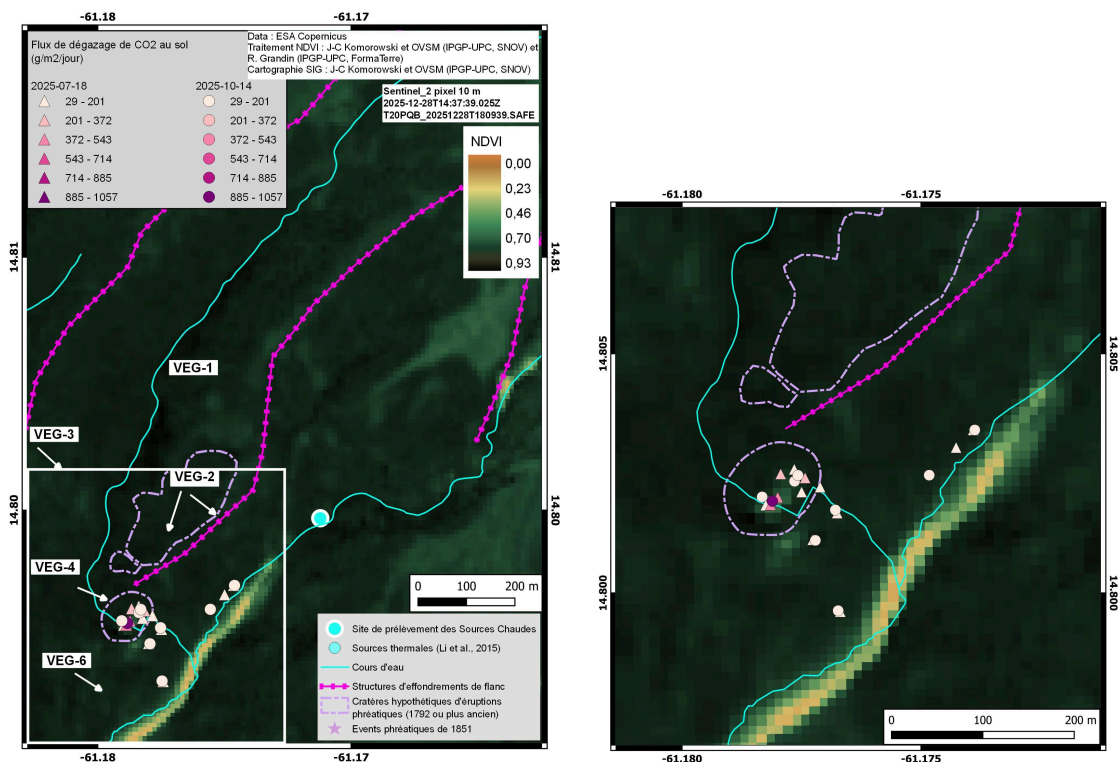 -61.18
-61.17
Flux de dégazage de CO2 au sol
(g/m2/jour)
2025-07-18
2025-10-14
29 - 201
29 - 201
201 - 372
201 - 372
372 - 543
372 - 543
543 - 714
543 - 714
714 - 885
714 - 885
885 - 1057
885 - 1057
Data : ESA Copernicus
Traitement NDVI : J-C Komorowski et OVSM (IPGP-UPC, SNOV) et
R. Grandin (IPGP-UPC, FormaTerre)
Cartographie SIG : J-C Komorowski et OVSM (IPGP-UPC, SNOV)
Sentinel_2 pixel 10 m
2025-12-28T14:37:39.025Z
T20PQB_20251228T180939.SAFE
NDVI
0,00
0,23
0,46
0,70
0,93
14.81
14.81
VEG-1
VEG-3
VEG-2
14.80
14.80
VEG-4
VEG-6
0 100 200 m
Site de prélèvement des Sources Chaudes
Sources thermales (Li et al., 2015)
Cours d'eau
Structures d'effondrements de flanc
Cratères hypothétiques d'éruptions
phréatiques (1792 ou plus ancien)
Events phréatiques de 1851
-61.18
-61.17
-61.180
-61.175
14.805
14.805
14.800
14.800
0 100 200 m
-61.180
-61.175